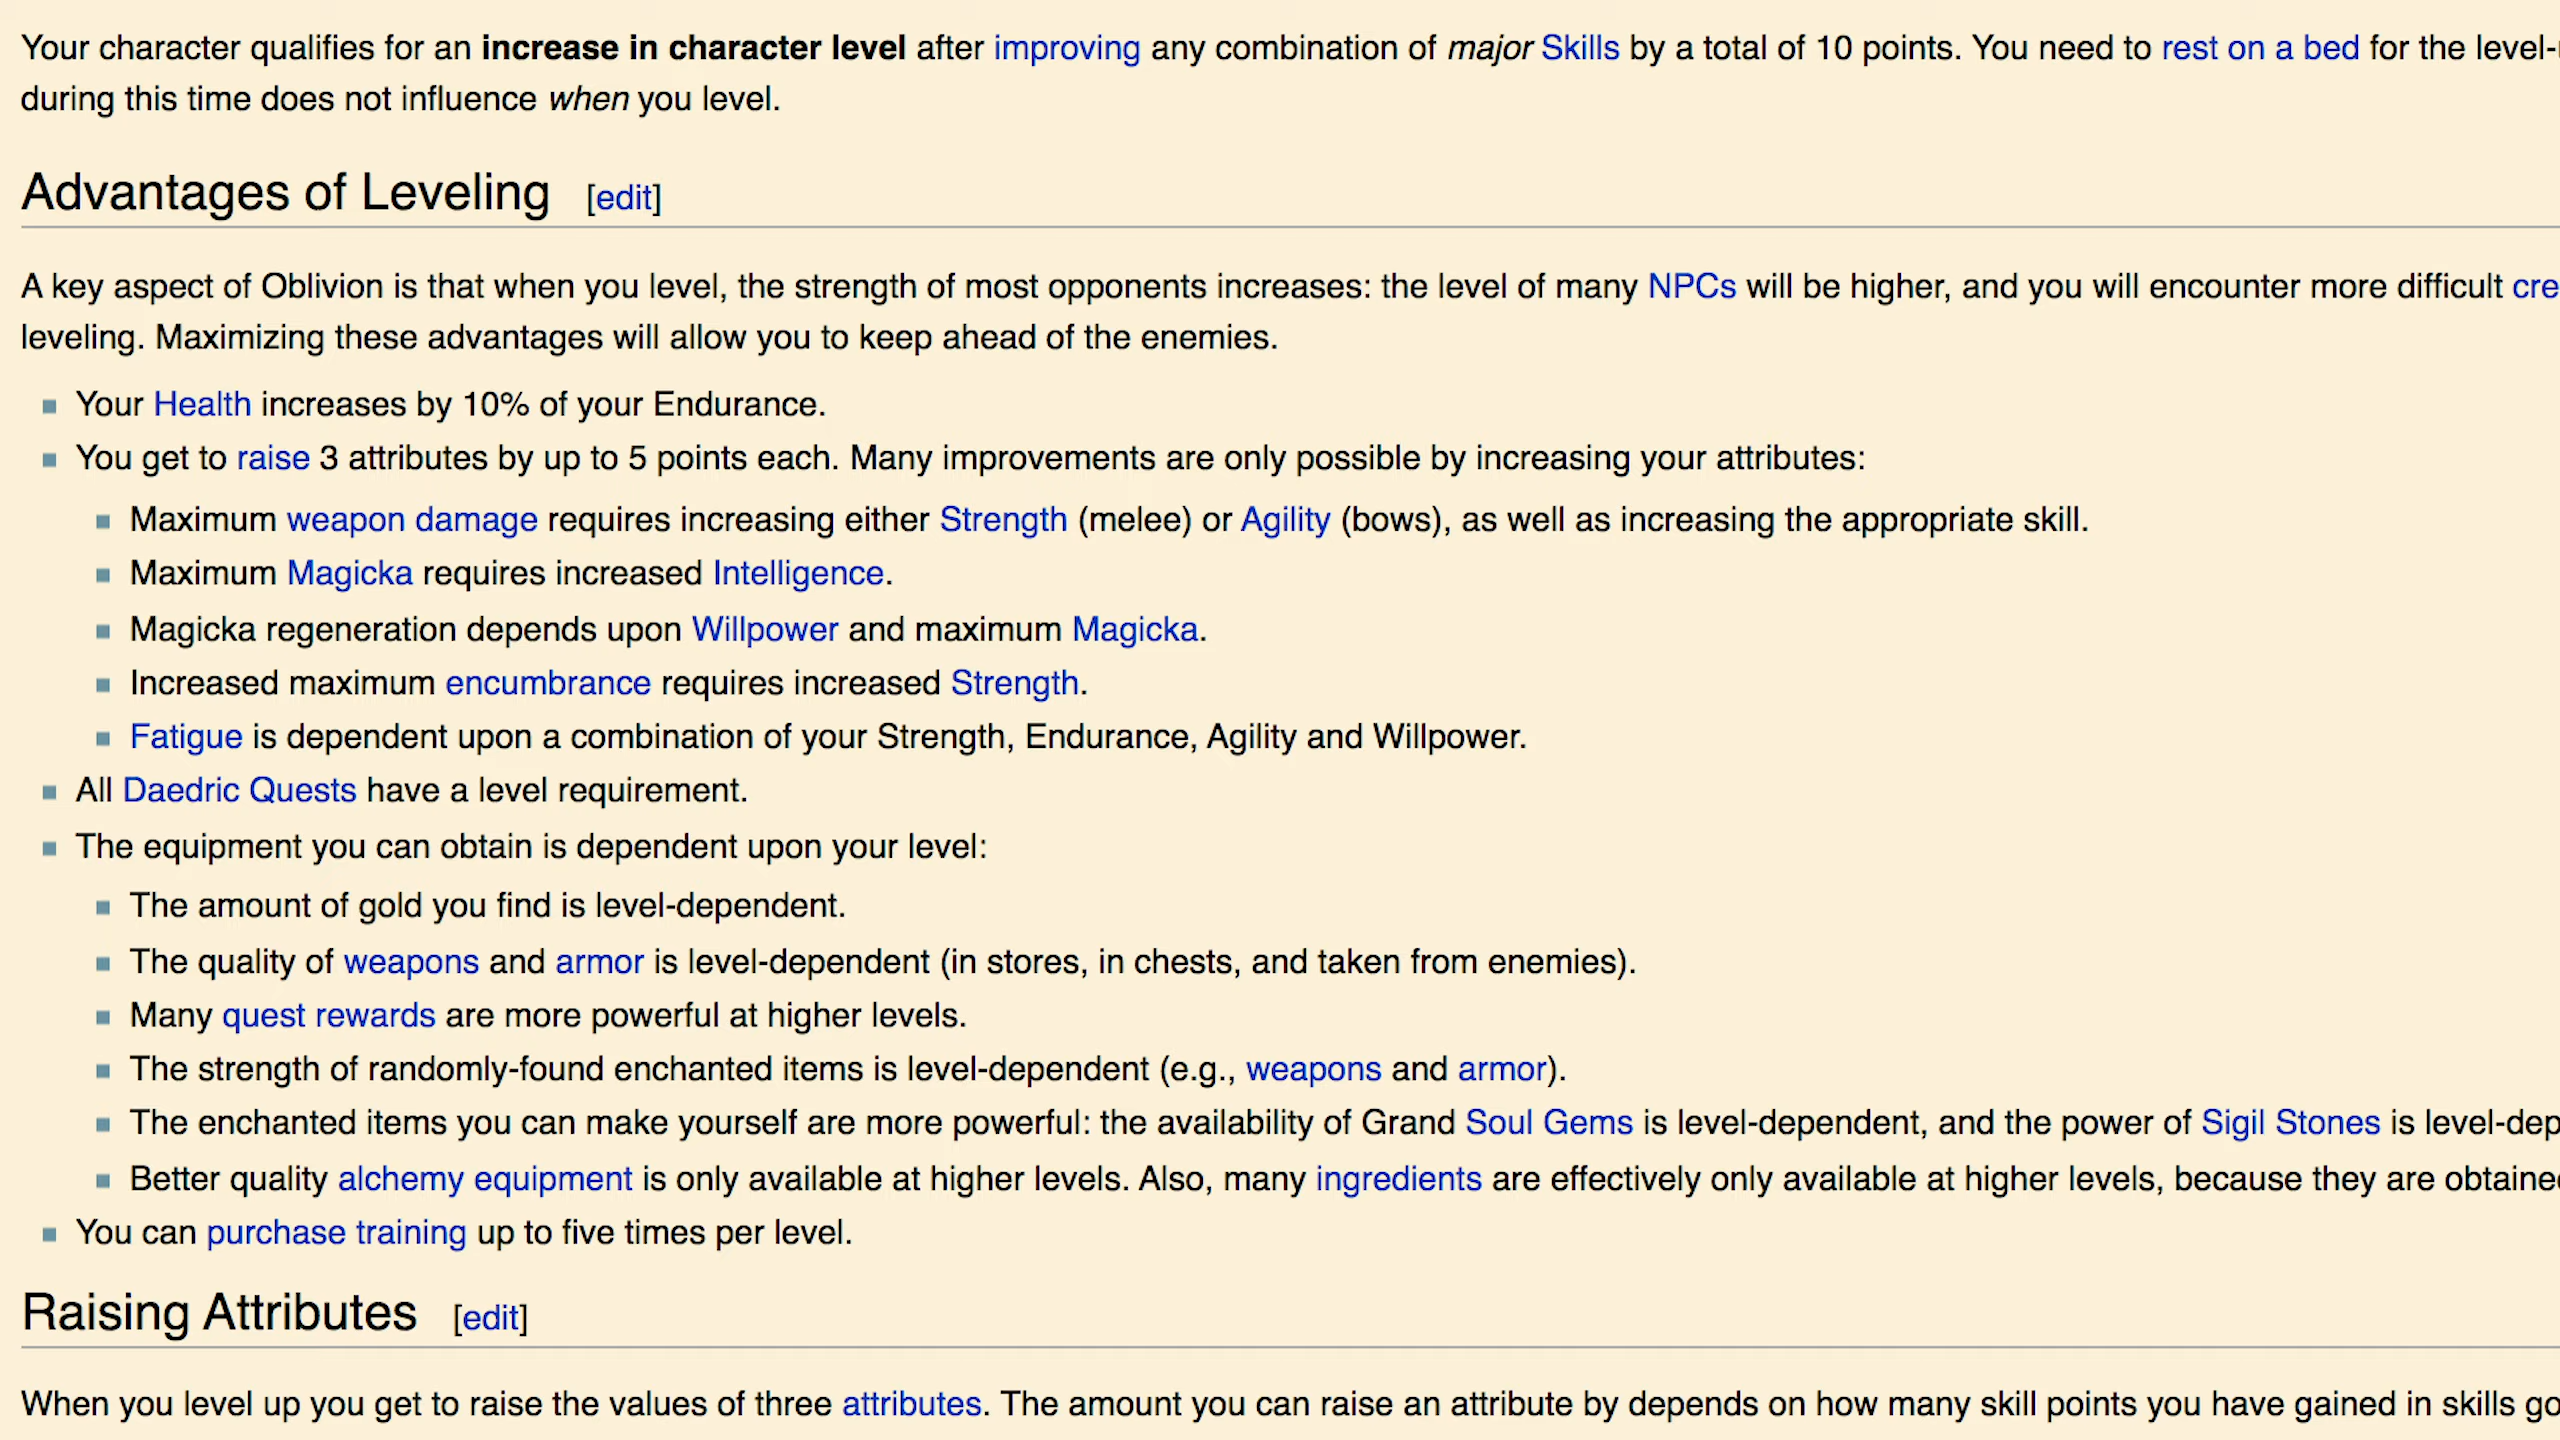 Your character qualifies for an increase in character level after improving any combination of major Skills by a total of 10 points. You need to rest on a bed for the level-
during this time does not influence when you level.
Advantages of Leveling [edit]
A key aspect of Oblivion is that when you level, the strength of most opponents increases: the level of many NPCs will be higher, and you will encounter more difficult cre
leveling. Maximizing these advantages will allow you to keep ahead of the enemies.
Your Health increases by 10% of your Endurance.
You get to raise 3 attributes by up to 5 points each. Many improvements are only possible by increasing your attributes:
Maximum weapon damage requires increasing either Strength (melee) or Agility (bows), as well as increasing the appropriate skill.
Maximum Magicka requires increased Intelligence.
Magicka regeneration depends upon Willpower and maximum Magicka.
Increased maximum encumbrance requires increased Strength.
Fatigue is dependent upon a combination of your Strength, Endurance, Agility and Willpower.
All Daedric Quests have a level requirement.
The equipment you can obtain is dependent upon your level:
The amount of gold you find is level-dependent.
The quality of weapons and armor is level-dependent (in stores, in chests, and taken from enemies).
Many quest rewards are more powerful at higher levels.
The strength of randomly-found enchanted items is level-dependent (e.g., weapons and armor).
The enchanted items you can make yourself are more powerful: the availability of Grand Soul Gems is level-dependent, and the power of Sigil Stones is level-dep
Better quality alchemy equipment is only available at higher levels. Also, many ingredients are effectively only available at higher levels, because they are obtained
You can purchase training up to five times per level.
Raising Attributes [edit]
When you level up you get to raise the values of three attributes. The amount you can raise an attribute by depends on how many skill points you have gained in skills go